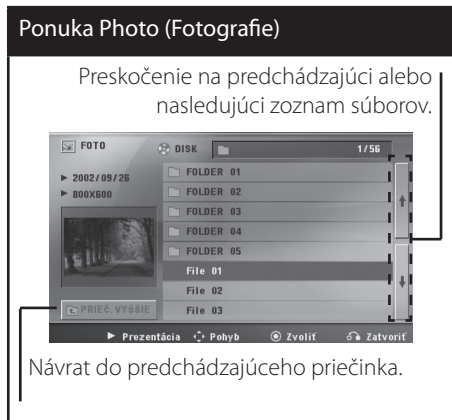 Ponuka Photo (Fotografie)
Preskočenie na predchádzajúci alebo
nasledujúci zoznam súborov.
FOTO
DISK
1/56
2002/09/26
800X600
FOLDER 01
FOLDER 02
FOLDER 03
FOLDER 04
FOLDER 05
File 01
File 02
File 03
PRIEČ.VYŠŠIE
Prezentácia Pohyb Zvoliť Zatvoriť
Návrat do predchádzajúceho priečinka.